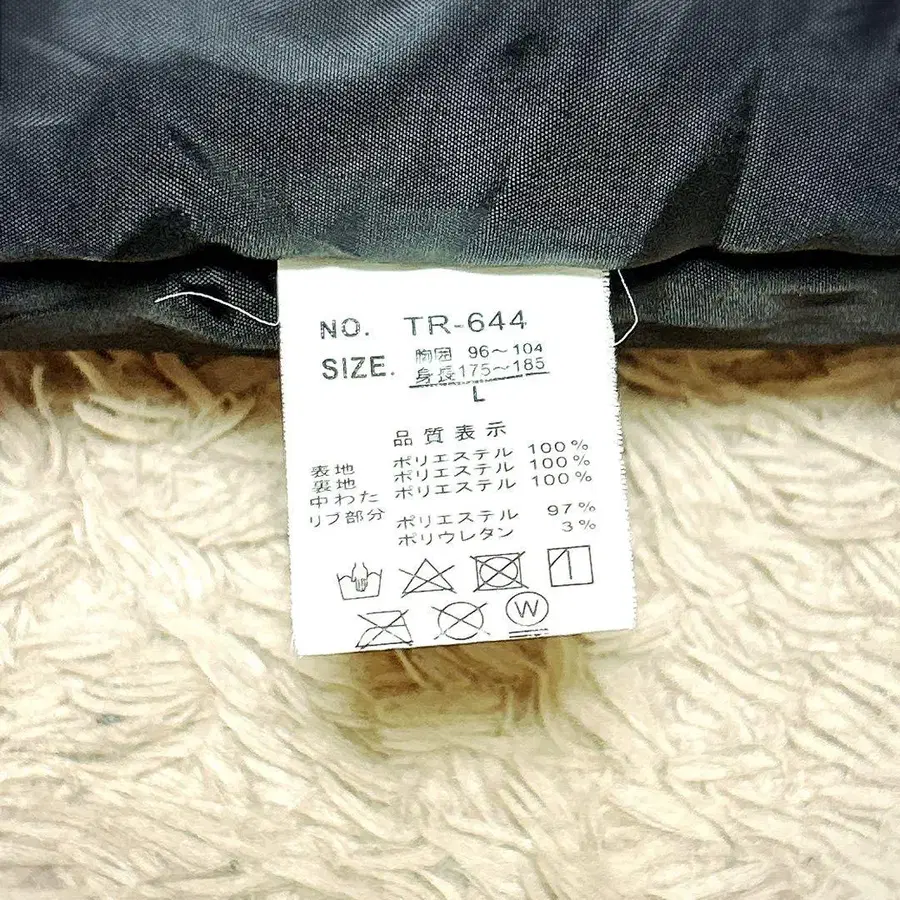 NO. TR-644
SIZE. 胸囲 96〜104
身長175〜185
L
品質表示
表地 ポリエステル 100%
裏地 ポリエステル 100%
中わた ポリエステル 100%
リブ部分 ポリエステル 97%
ポリウレタン 3%
W